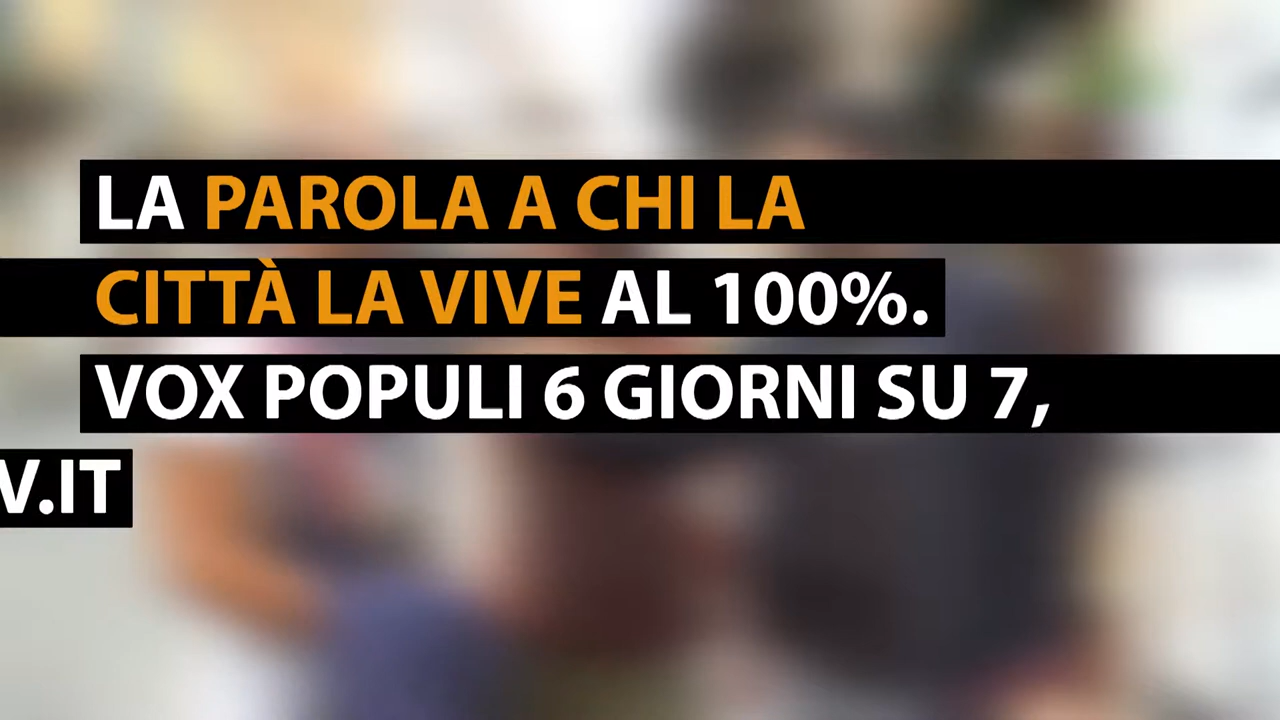 LA PAROLA A CHI LA
CITTÀ LA VIVE AL 100%.
VOX POPULI 6 GIORNI SU 7,
V.IT